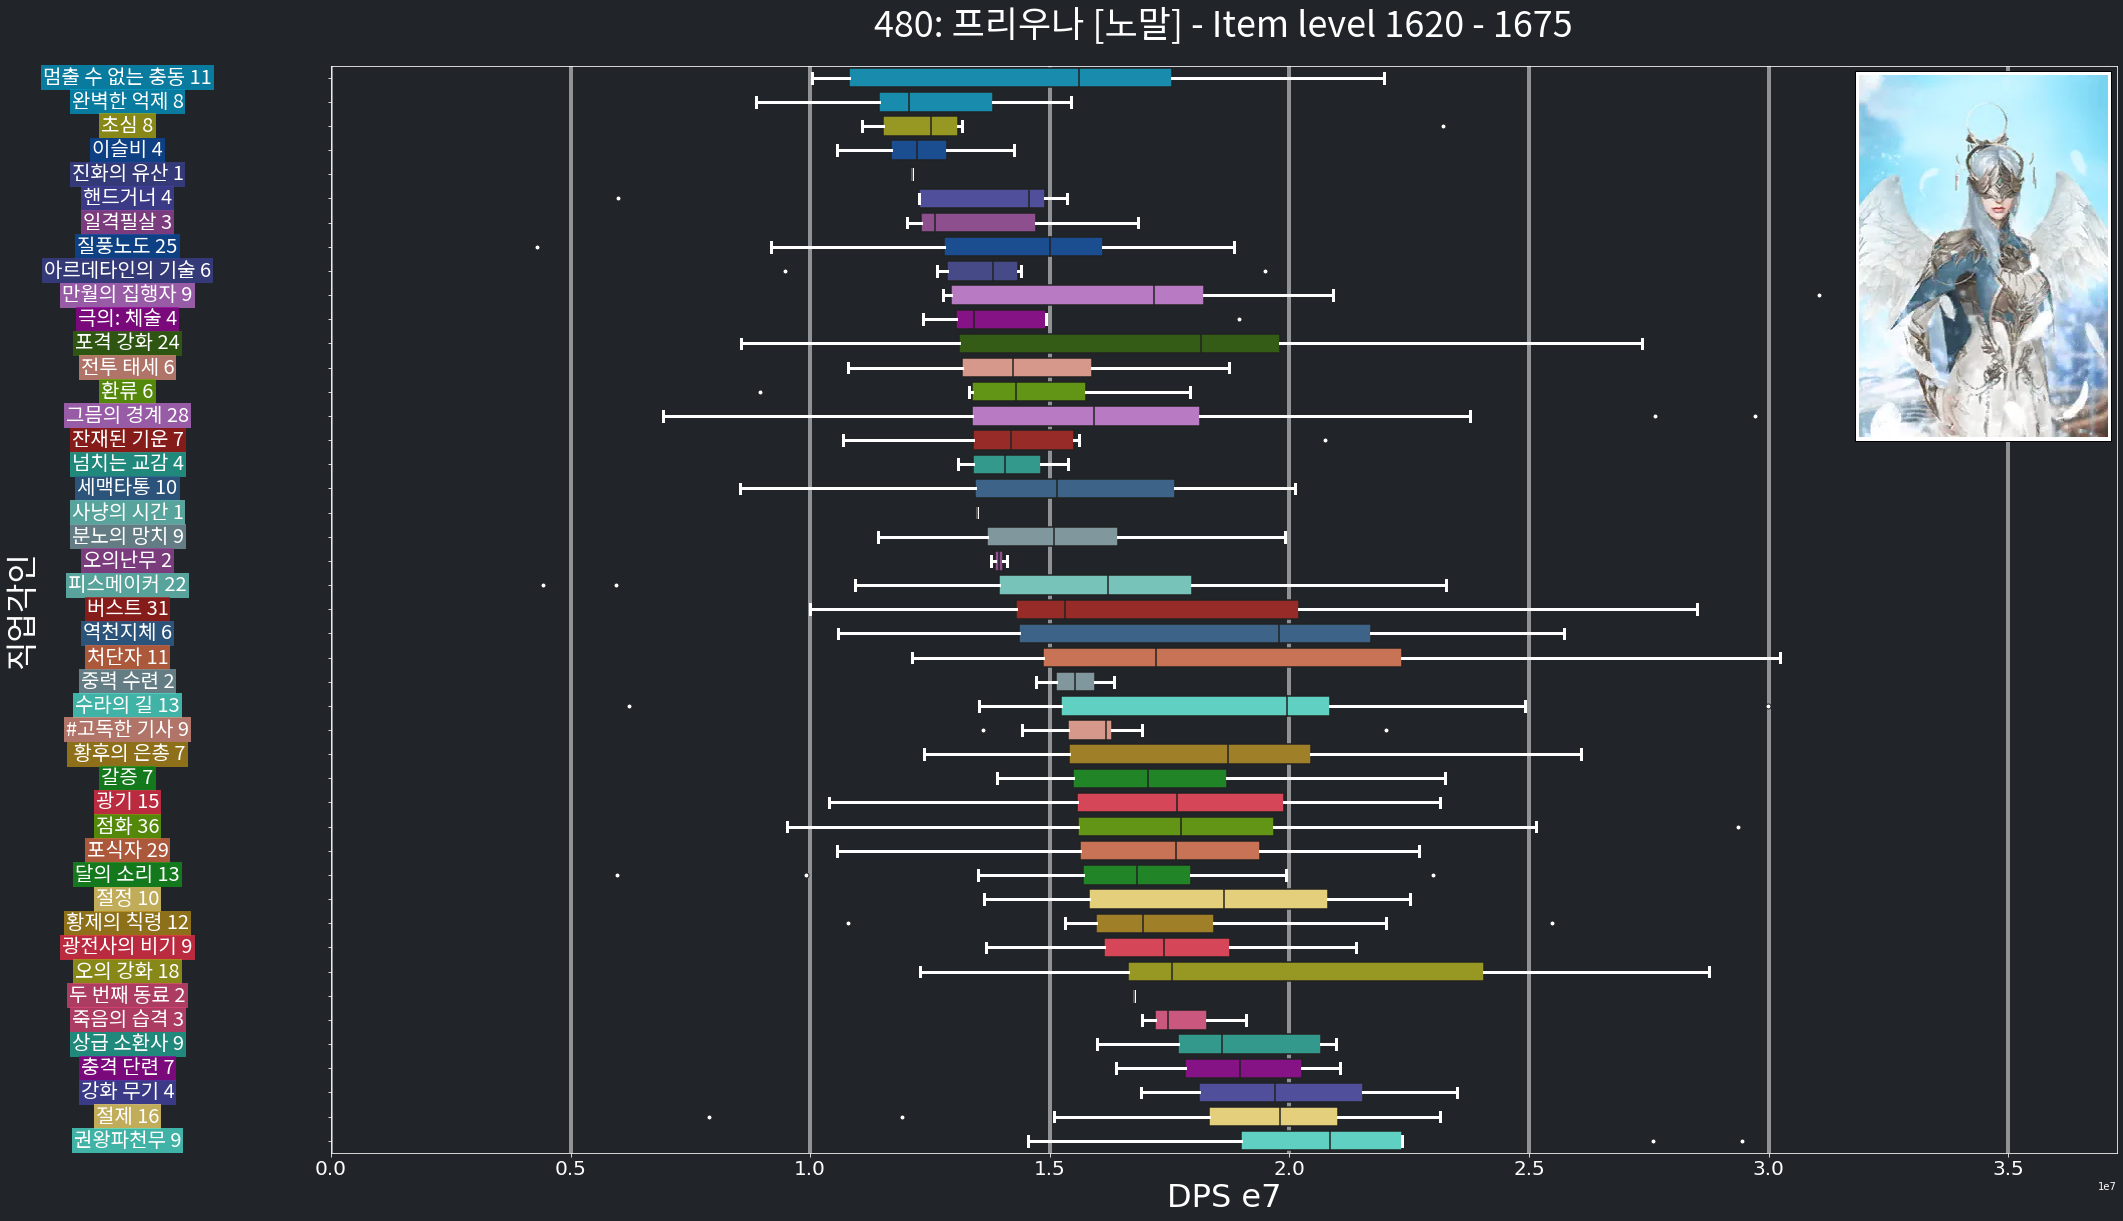 480: 프리우나 [노말] - Item level 1620 - 1675
직업각인
멈출 수 없는 충동 11
완벽한 억제 8
초심 8
이슬비 4
진화의 유산 1
핸드거너 4
일격필살 3
질풍노도 25
아르데타인의 기술 6
만월의 집행자 9
극의: 체술 4
포격 강화 24
전투 태세 6
환류 6
그믐의 경계 28
잔재된 기운 7
넘치는 교감 4
세맥타통 10
사냥의 시간 1
분노의 망치 9
오의난무 2
피스메이커 22
버스트 31
역천지체 6
처단자 11
중력 수련 2
수라의 길 13
#고독한 기사 9
황후의 은총 7
갈증 7
광기 15
점화 36
포식자 29
달의 소리 13
절정 10
황제의 칙령 12
광전사의 비기 9
오의 강화 18
두 번째 동료 2
죽음의 습격 3
상급 소환사 9
충격 단련 7
강화 무기 4
절제 16
권왕파천무 9
0.0 0.5 1.0 1.5 2.0 2.5 3.0 3.5
1e7
DPS e7